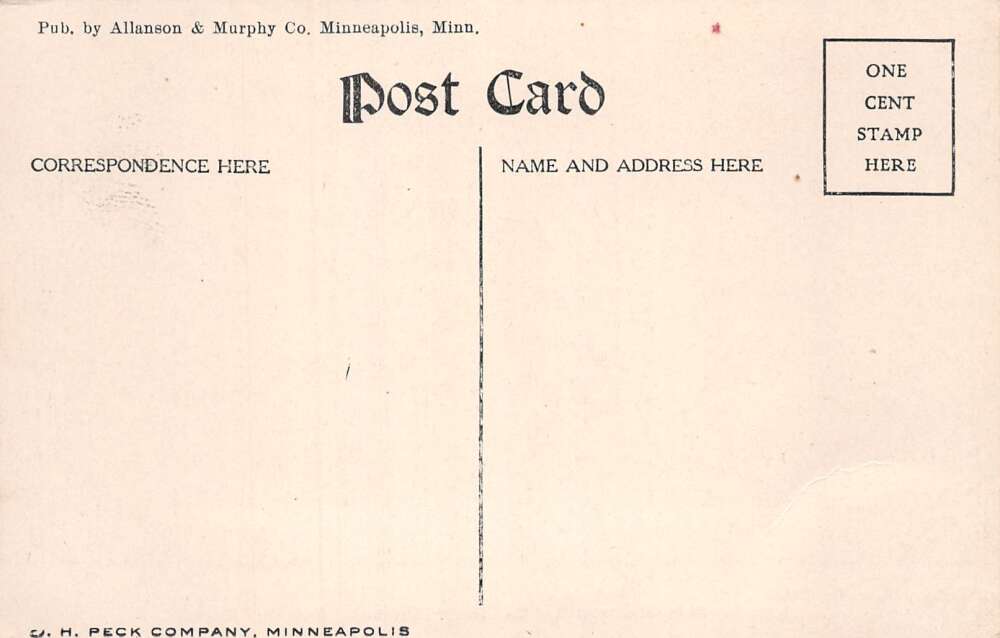 Pub. by Allanson & Murphy Co. Minneapolis, Minn.
Post Card
ONE
CENT
STAMP
HERE
CORRESPONDENCE HERE
NAME AND ADDRESS HERE
J. H. PECK COMPANY, MINNEAPOLIS